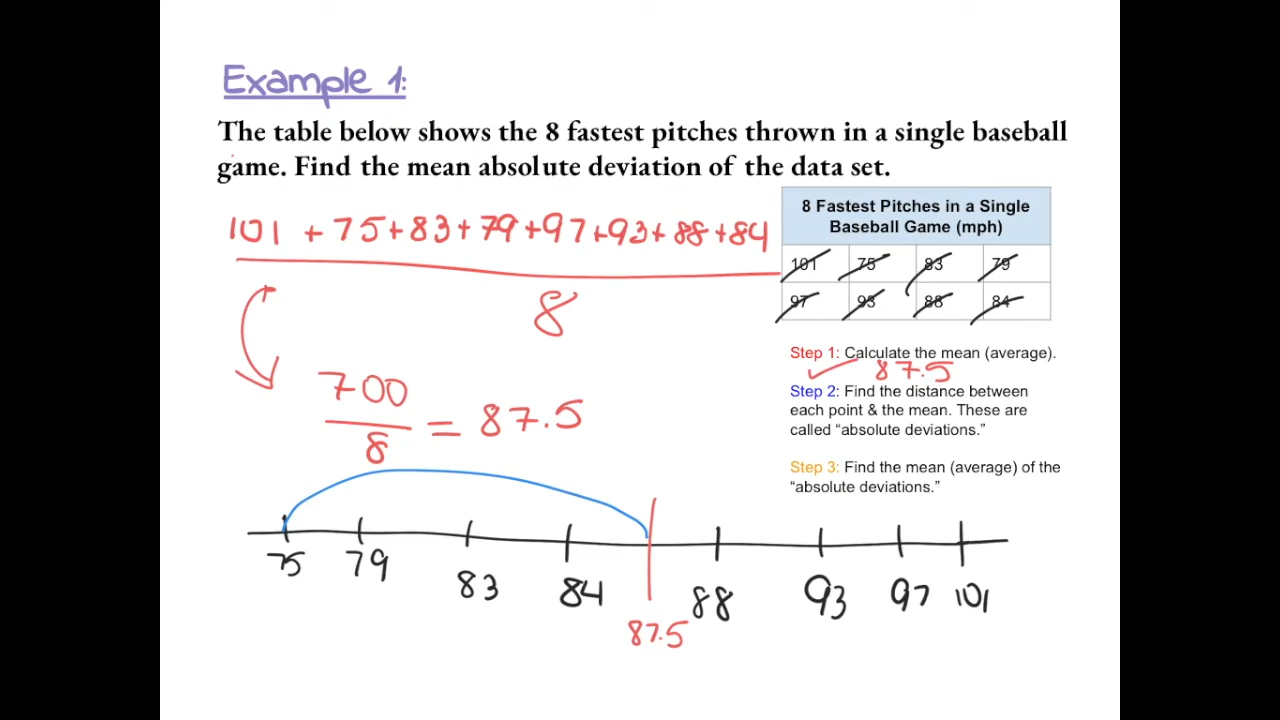 Example 1:
The table below shows the 8 fastest pitches thrown in a single baseball
game. Find the mean absolute deviation of the data set.
101 + 75 + 83 + 79 + 97 + 93 + 88 + 84
8
700
8
= 87.5
8 Fastest Pitches in a Single
Baseball Game (mph)
101 75 83 79
97 93 88 84
Step 1: Calculate the mean (average).
87.5
Step 2: Find the distance between
each point & the mean. These are
called “absolute deviations.”
Step 3: Find the mean (average) of the
“absolute deviations.”
75 79 83 84 88 93 97 101
87.5